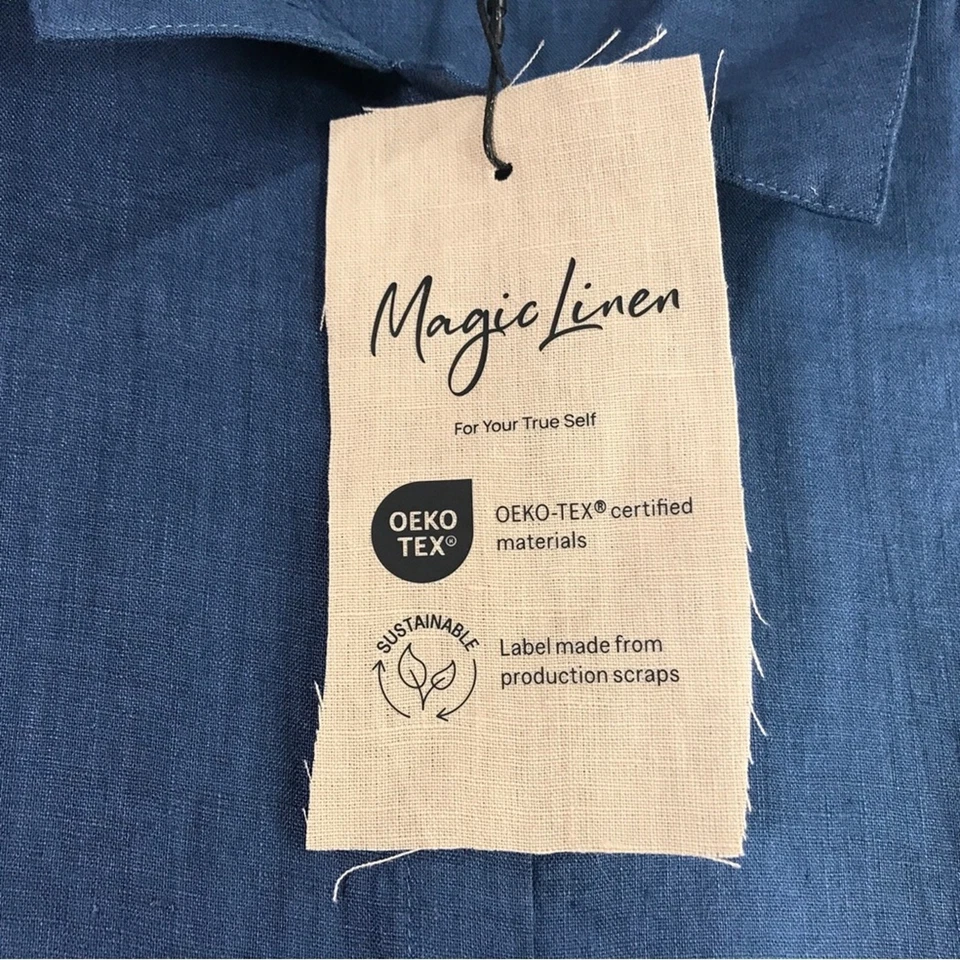 Magic Linen
For Your True Self
OEKO
TEX®
OEKO-TEX® certified
materials
SUSTAINABLE
Label made from
production scraps